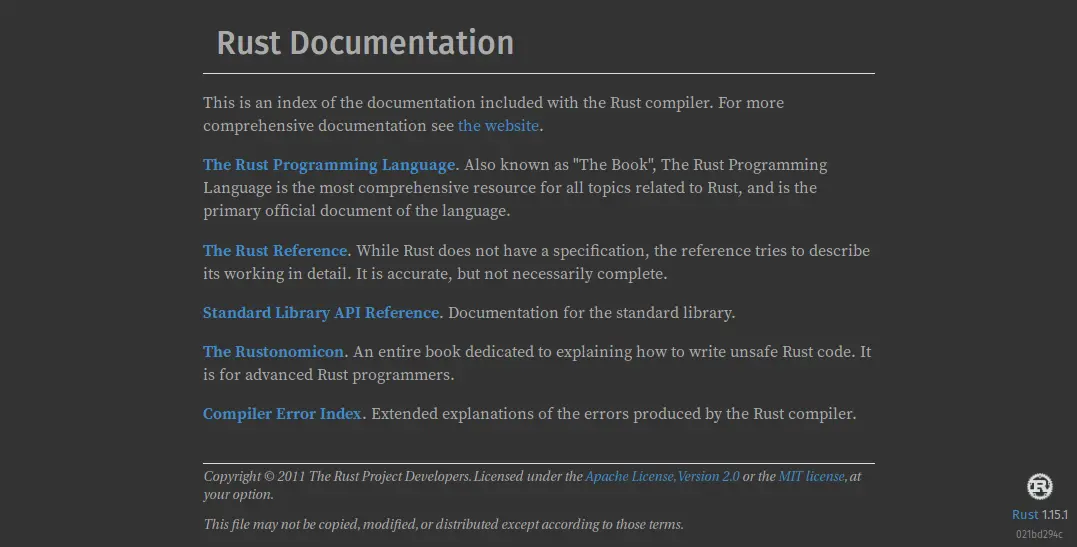 Rust Documentation
This is an index of the documentation included with the Rust compiler. For more
comprehensive documentation see the website.
The Rust Programming Language. Also known as "The Book", The Rust Programming
Language is the most comprehensive resource for all topics related to Rust, and is the
primary official document of the language.
The Rust Reference. While Rust does not have a specification, the reference tries to describe
its working in detail. It is accurate, but not necessarily complete.
Standard Library API Reference. Documentation for the standard library.
The Rustonomicon. An entire book dedicated to explaining how to write unsafe Rust code. It
is for advanced Rust programmers.
Compiler Error Index. Extended explanations of the errors produced by the Rust compiler.
Copyright © 2011 The Rust Project Developers. Licensed under the Apache License, Version 2.0 or the MIT license, at
your option.
This file may not be copied, modified, or distributed except according to those terms.
R
Rust 1.15.1
021bd294c